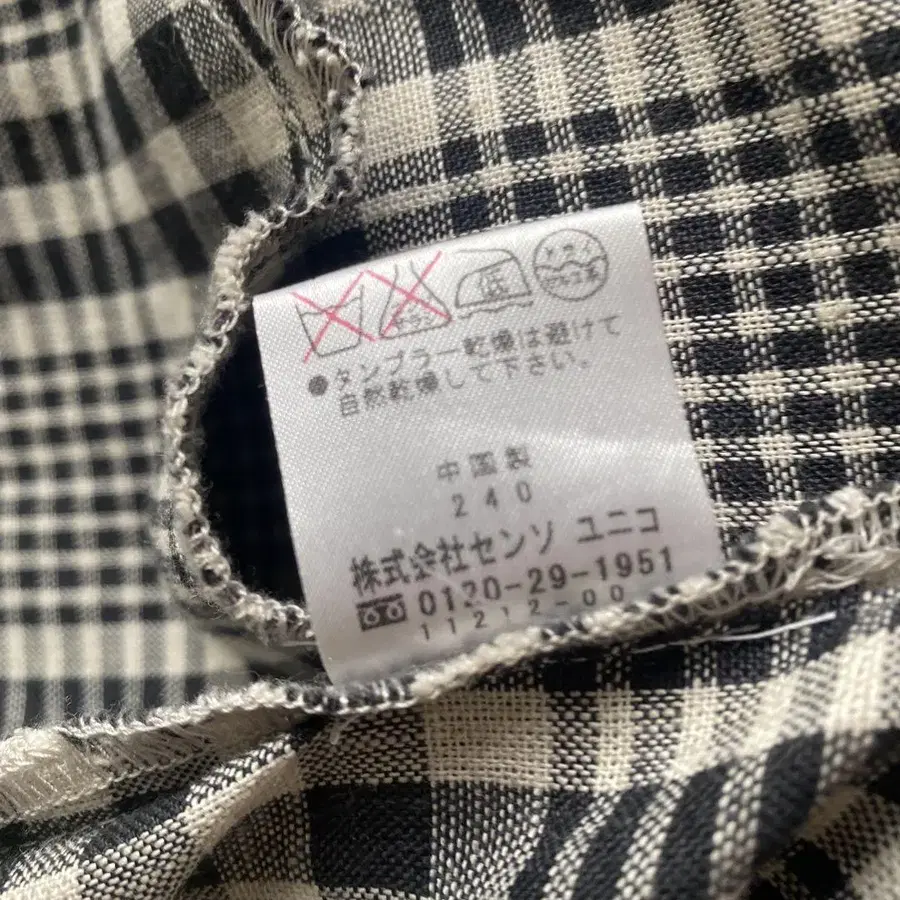 低
●タンブラー乾燥は避けて
自然乾燥して下さい。
中国製
240
株式会社センソ ユニコ
0120-29-1951
11212-00